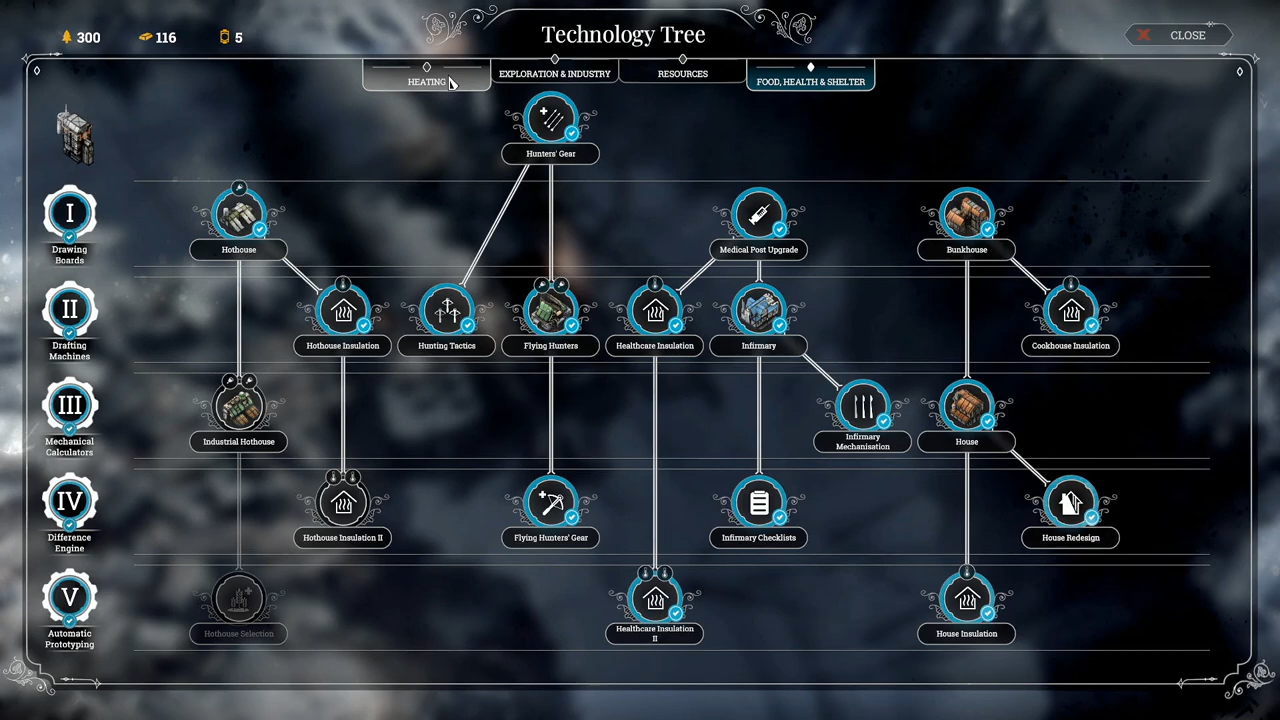 300
116
5
Technology Tree
CLOSE
HEATING
EXPLORATION & INDUSTRY
RESOURCES
FOOD, HEALTH & SHELTER
Hunters' Gear
I
Drawing
Boards
Hothouse
Medical Post Upgrade
Bunkhouse
II
Drafting
Machines
Hothouse Insulation
Hunting Tactics
Flying Hunters
Healthcare Insulation
Infirmary
Cookhouse Insulation
III
Mechanical
Calculators
Industrial Hothouse
Infirmary
Mechanisation
House
IV
Difference
Engine
Hothouse Insulation II
Flying Hunters' Gear
Infirmary Checklists
House Redesign
V
Automatic
Prototyping
Hothouse Selection
Healthcare Insulation
II
House Insulation